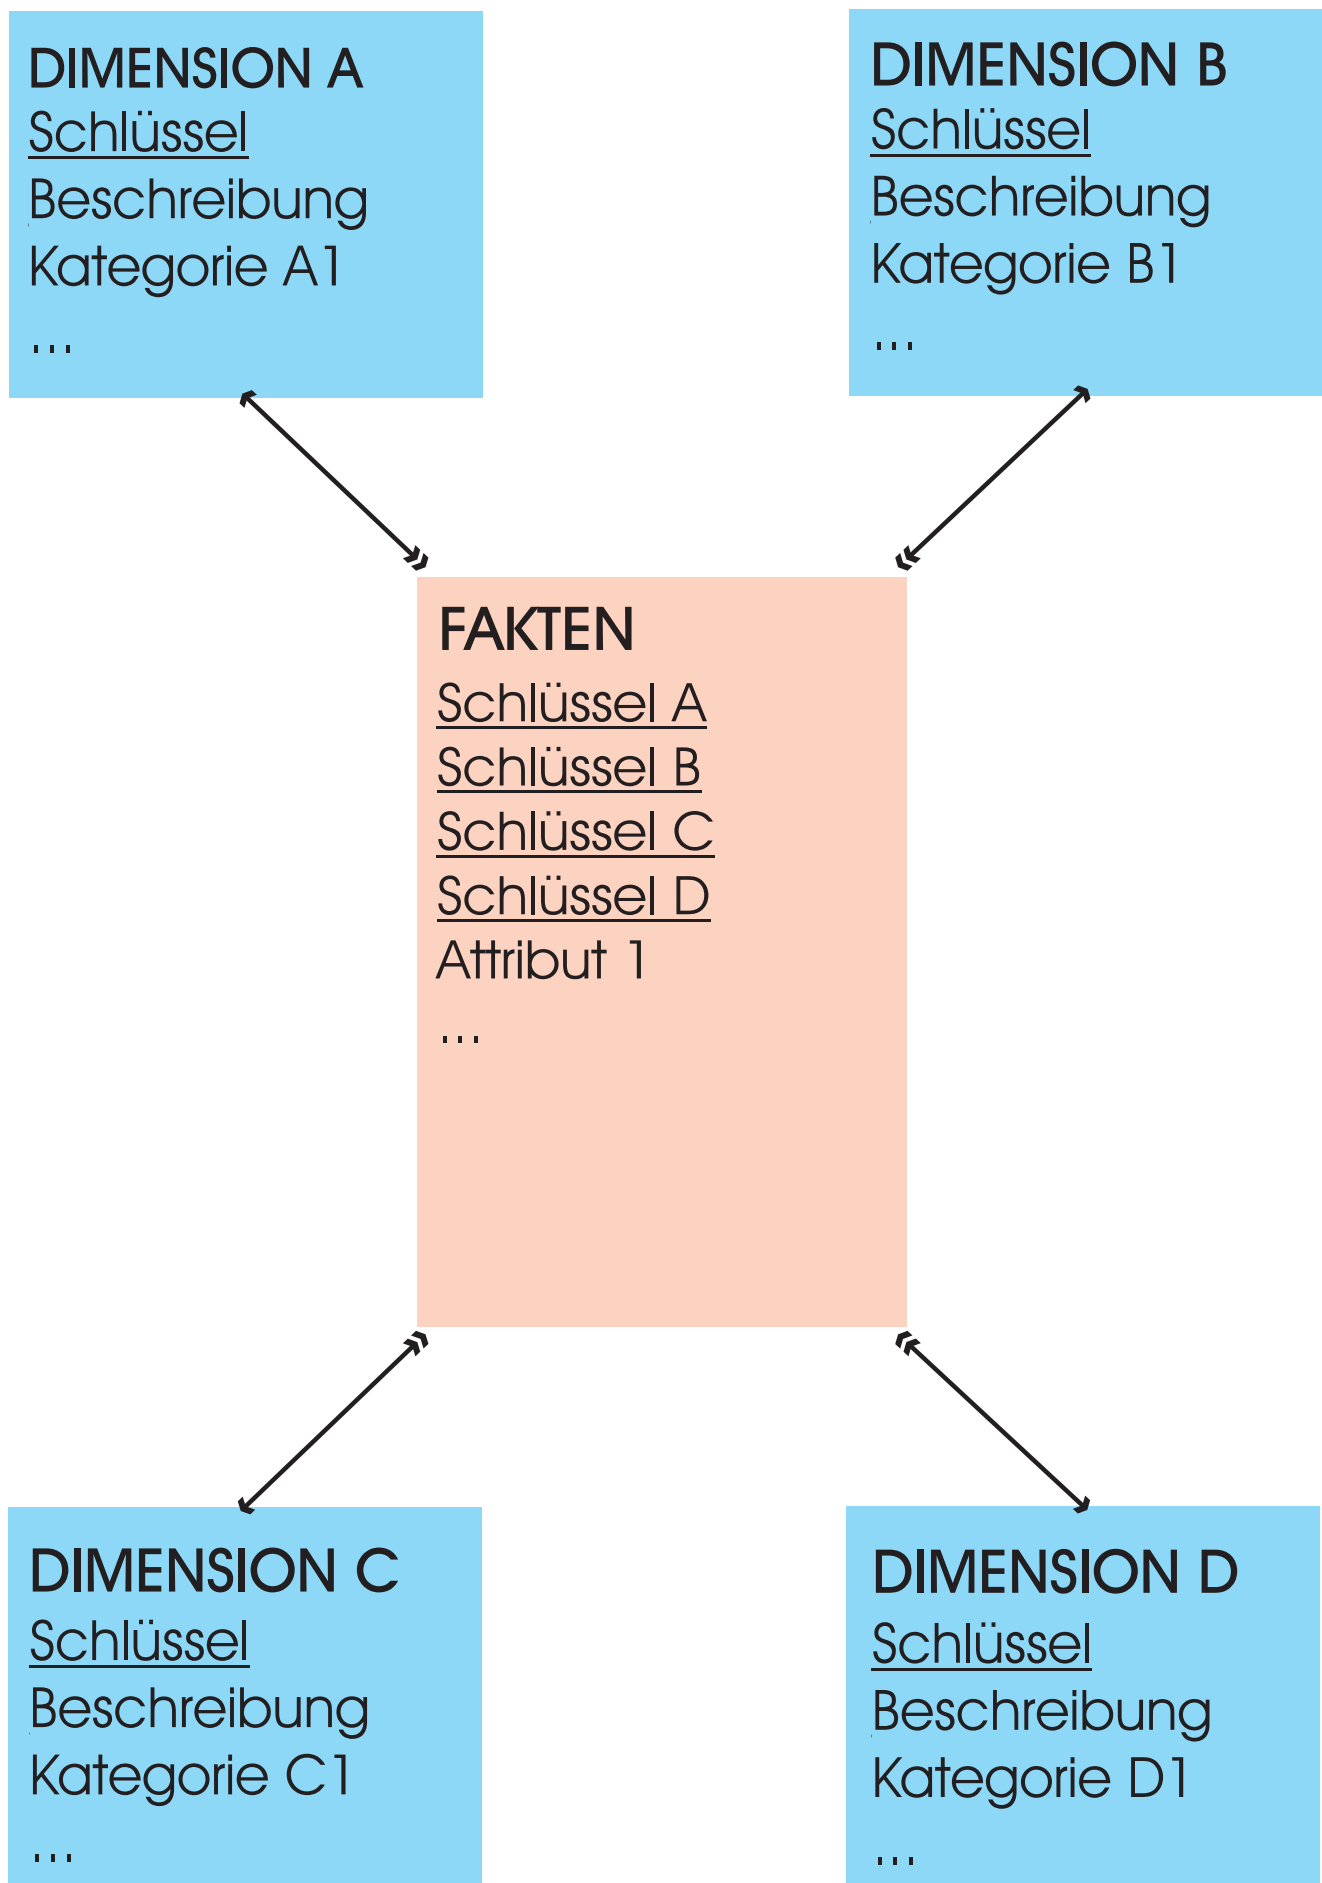 DIMENSION A
Schlüssel
Beschreibung
Kategorie A1
...
DIMENSION B
Schlüssel
Beschreibung
Kategorie B1
...
FAKTEN
Schlüssel A
Schlüssel B
Schlüssel C
Schlüssel D
Attribut 1
...
DIMENSION C
Schlüssel
Beschreibung
Kategorie C1
...
DIMENSION D
Schlüssel
Beschreibung
Kategorie D1
...